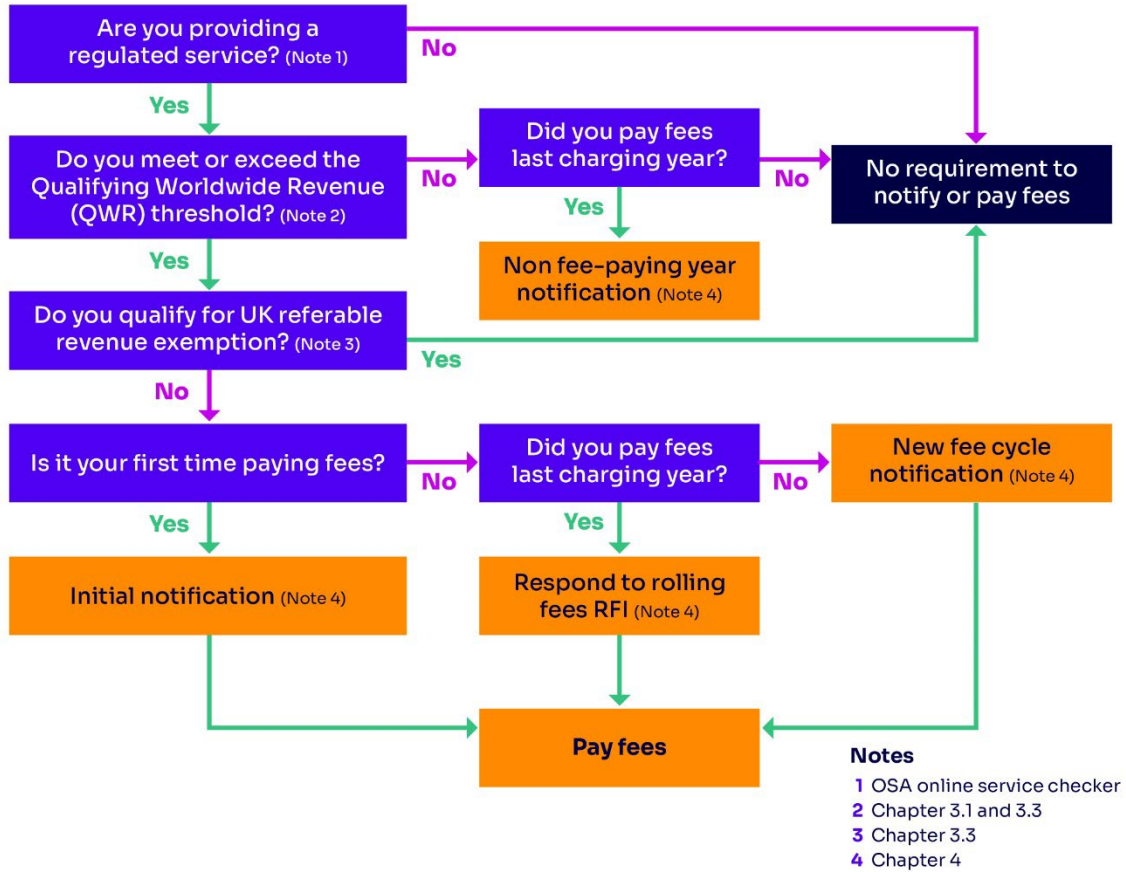 Are you providing a
regulated service? (Note 1)
No
Yes
Do you meet or exceed the
Qualifying Worldwide Revenue
(QWR) threshold? (Note 2)
No
Did you pay fees
last charging year?
No
No requirement to
notify or pay fees
Yes
Yes
Non fee-paying year
notification (Note 4)
Do you qualify for UK referable
revenue exemption? (Note 3)
Yes
No
Is it your first time paying fees?
No
Did you pay fees
last charging year?
No
New fee cycle
notification (Note 4)
Yes
Yes
Initial notification (Note 4)
Respond to rolling
fees RFI (Note 4)
Pay fees
Notes
1 OSA online service checker
2 Chapter 3.1 and 3.3
3 Chapter 3.3
4 Chapter 4